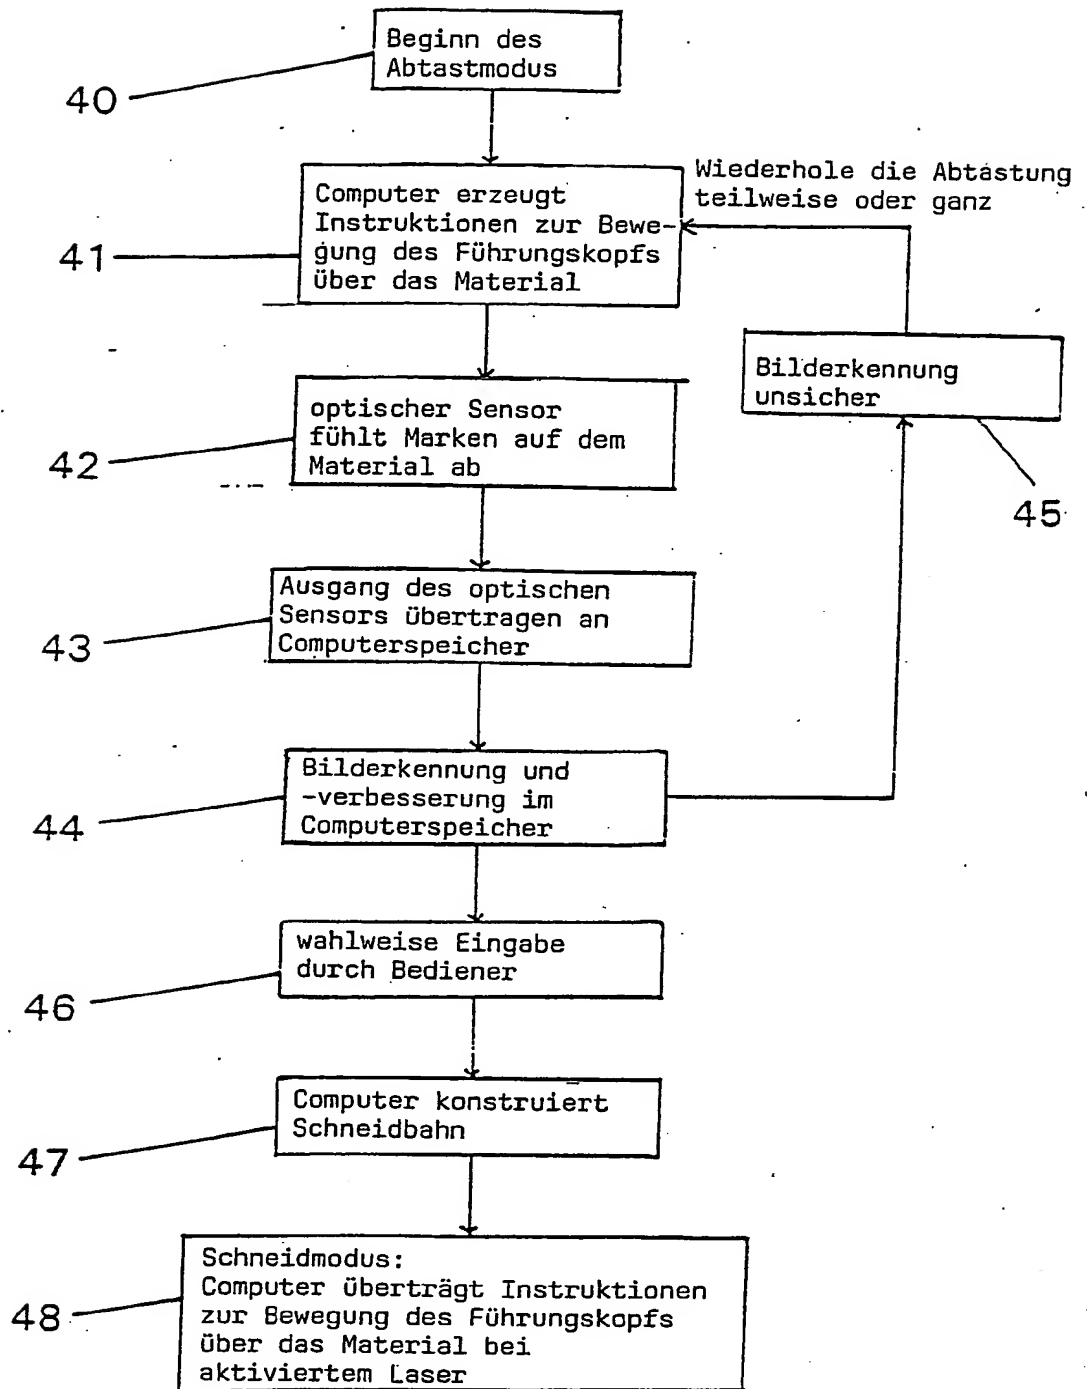 Beginn des
Abtastmodus
40
Wiederhole die Abtastung
teilweise oder ganz
Computer erzeugt
Instruktionen zur Bewe-
gung des Führungskopfs
über das Material
41
Bilderkennung
unsicher
45
optischer Sensor
fühlt Marken auf dem
Material ab
42
Ausgang des optischen
Sensors übertragen an
Computerspeicher
43
Bilderkennung und
-verbesserung im
Computerspeicher
44
wahlweise Eingabe
durch Bediener
46
Computer konstruiert
Schneidbahn
47
Schneidmodus:
Computer überträgt Instruktionen
zur Bewegung des Führungskopfs
über das Material bei
aktiviertem Laser
48